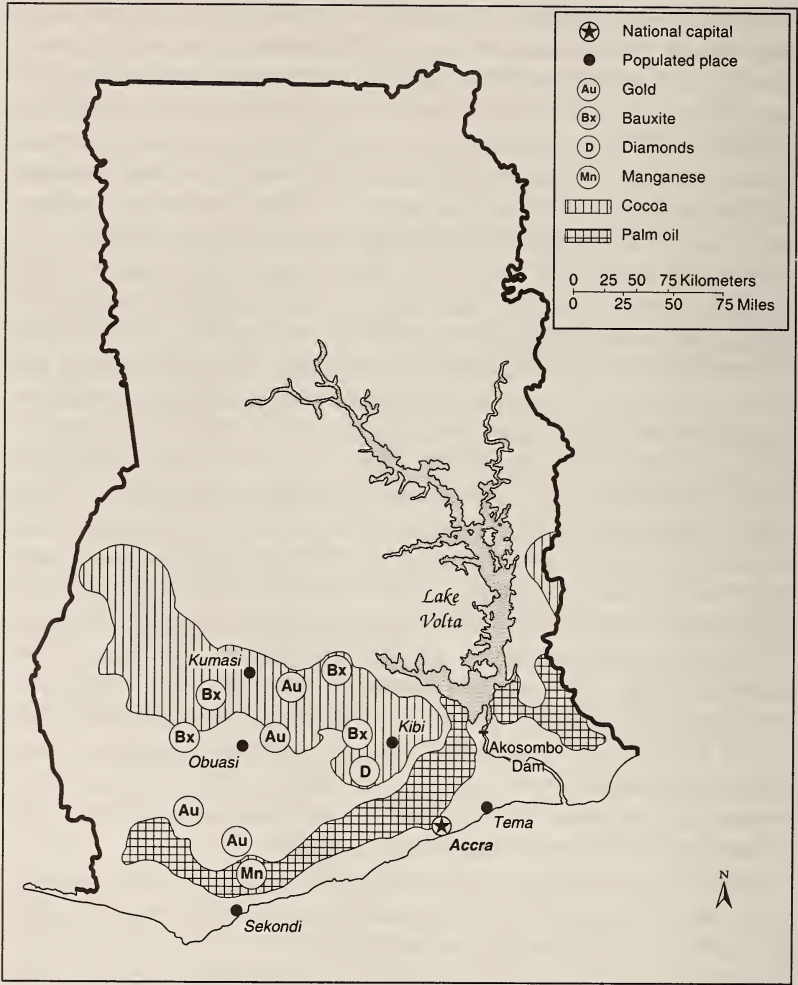 National capital
Populated place
Au Gold
Bx Bauxite
D Diamonds
Mn Manganese
Cocoa
Palm oil
0 25 50 75 Kilometers
0 25 50 75 Miles
Lake
Volta
Kumasi
Bx
Au
Bx
Bx
Obuasi
Au
Bx
Kibi
D
Akosombo
Dam
Au
Au
Mn
Tema
Accra
Sekondi
N